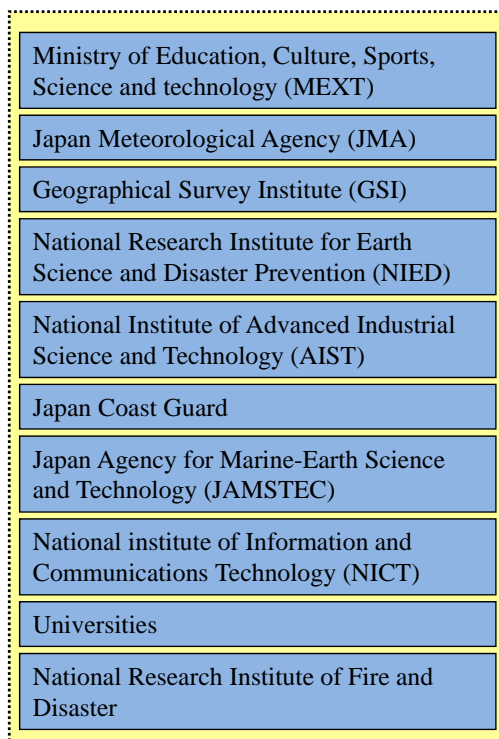 Ministry of Education, Culture, Sports,
Science and technology (MEXT)
Japan Meteorological Agency (JMA)
Geographical Survey Institute (GSI)
National Research Institute for Earth
Science and Disaster Prevention (NIED)
National Institute of Advanced Industrial
Science and Technology (AIST)
Japan Coast Guard
Japan Agency for Marine-Earth Science
and Technology (JAMSTEC)
National institute of Information and
Communications Technology (NICT)
Universities
National Research Institute of Fire and
Disaster